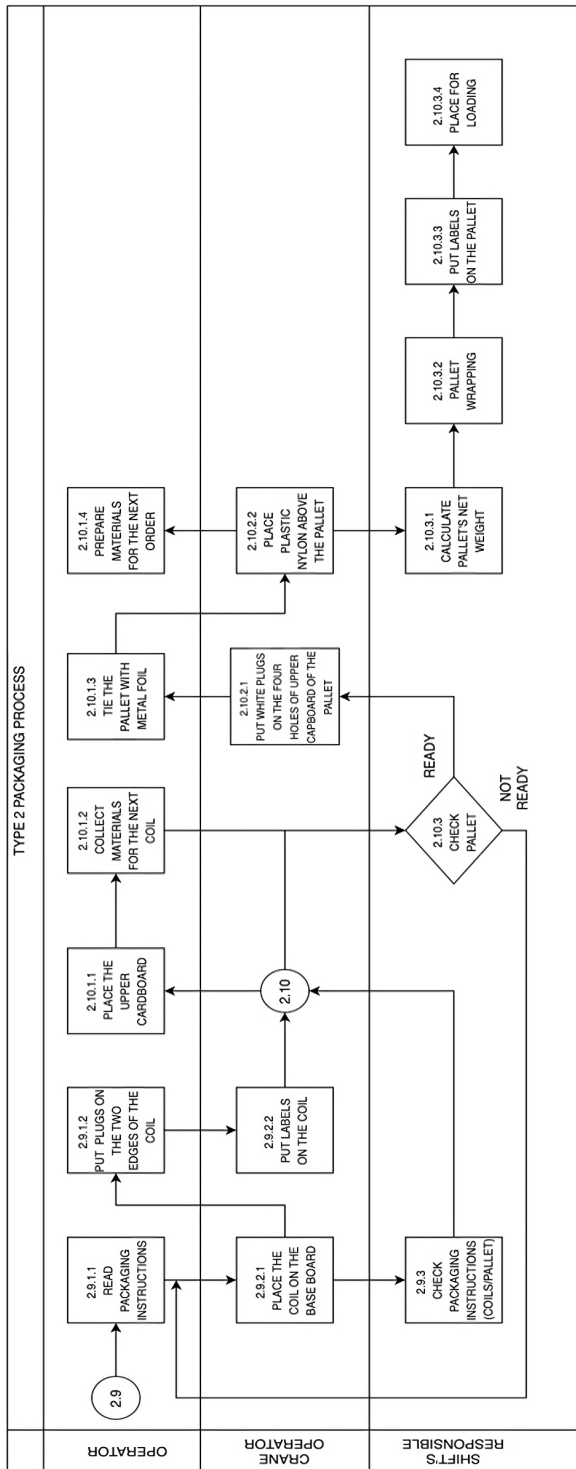 TYPE 2 PACKAGING PROCESS
OPERATOR
2.9
2.9.1.1
READ
PACKAGING
INSTRUCTIONS
2.9.1.2
PUT PLUGS ON
THE TWO
EDGES OF THE
COIL
2.10.1.1
PLACE THE
UPPER
CARDBOARD
2.10.1.2
COLLECT
MATERIALS
FOR THE NEXT
COIL
2.10.1.3
TIE THE
PALLET WITH
METAL FOIL
2.10.1.4
PREPARE
MATERIALS
FOR THE NEXT
ORDER
CRANE
OPERATOR
2.9.2.1
PLACE THE
COIL ON THE
BASE BOARD
2.9.2.2
PUT LABELS
ON THE COIL
2.10
2.10.2.1
PUT WHITE PLUGS
ON THE FOUR
HOLES OF UPPER
CAPBOARD OF THE
PALLET
2.10.2.2
PLACE
PLASTIC
NYLON ABOVE
THE PALLET
SHIFT'S
RESPONSIBLE
2.9.3
CHECK
PACKAGING
INSTRUCTIONS
(COILS/PALLET)
2.10.3
CHECK
PALLET
READY
NOT
READY
2.10.3.1
CALCULATE
PALLET'S NET
WEIGHT
2.10.3.2
PALLET
WRAPPING
2.10.3.3
PUT LABELS
ON THE PALLET
2.10.3.4
PLACE FOR
LOADING